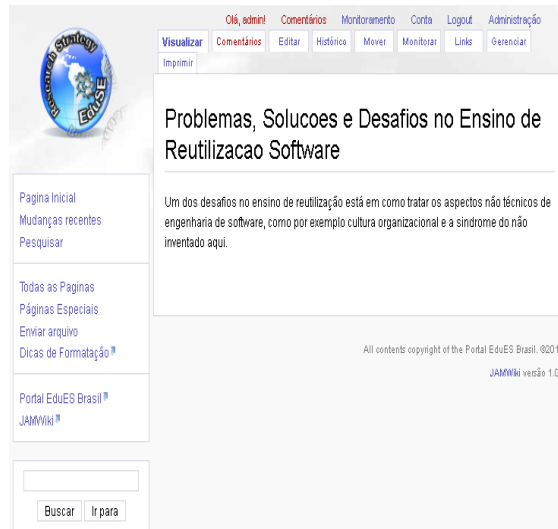 Olá, admin! Comentários Monitoramento Conta Logout Administração
Visualizar Comentários Editar Histórico Mover Monitorar Links Gerenciar
Imprimir
Research Strategy
EduSE
Problemas, Solucoes e Desafios no Ensino de
Reutilizacao Software
Um dos desafios no ensino de reutilização está em como tratar os aspectos não técnicos de
engenharia de software, como por exemplo cultura organizacional e a sindrome do não
inventado aqui.
Pagina Inicial
Mudanças recentes
Pesquisar
Todas as Paginas
Páginas Especiais
Enviar arquivo
Dicas de Formatação
Portal EduES Brasil
JAMWiki
Buscar Ir para
All contents copyright of the Portal EduES Brasil. ©201
JAMWiki versão 1.0